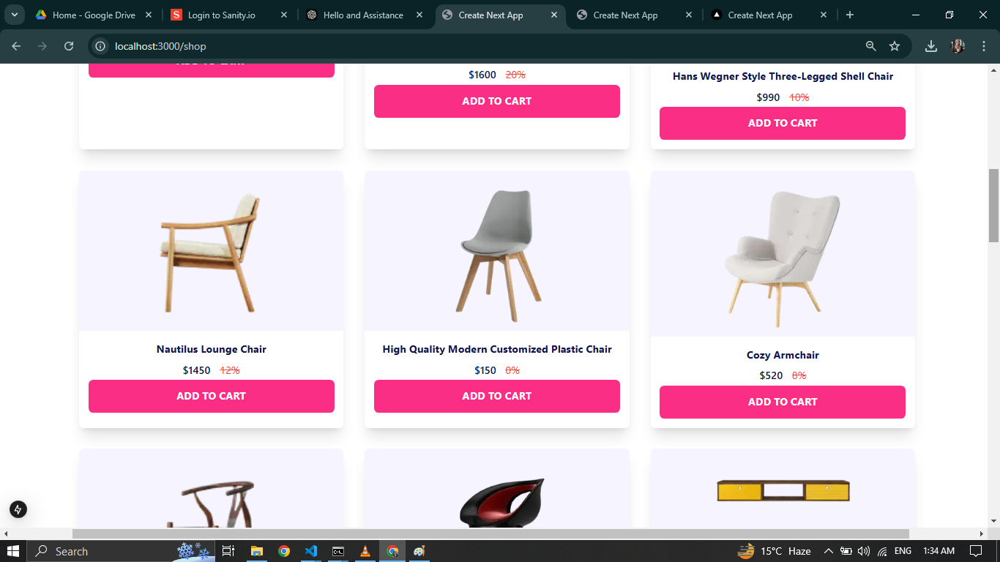 Home - Google Drive
S Login to Sanity.io
Hello and Assistance
Create Next App
Create Next App
Create Next App
localhost:3000/shop
ADD TO CART
$1600 20%
ADD TO CART
Hans Wegner Style Three-Legged Shell Chair
$990 10%
ADD TO CART
Nautilus Lounge Chair
$1450 12%
ADD TO CART
High Quality Modern Customized Plastic Chair
$150 0%
ADD TO CART
Cozy Armchair
$520 8%
ADD TO CART
Search
15°C Haze
ENG
1:34 AM